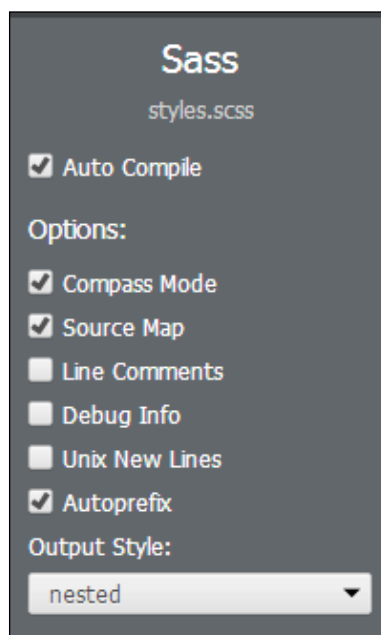 Sass
styles.scss
Auto Compile
Options:
Compass Mode
Source Map
Line Comments
Debug Info
Unix New Lines
Autoprefix
Output Style:
nested